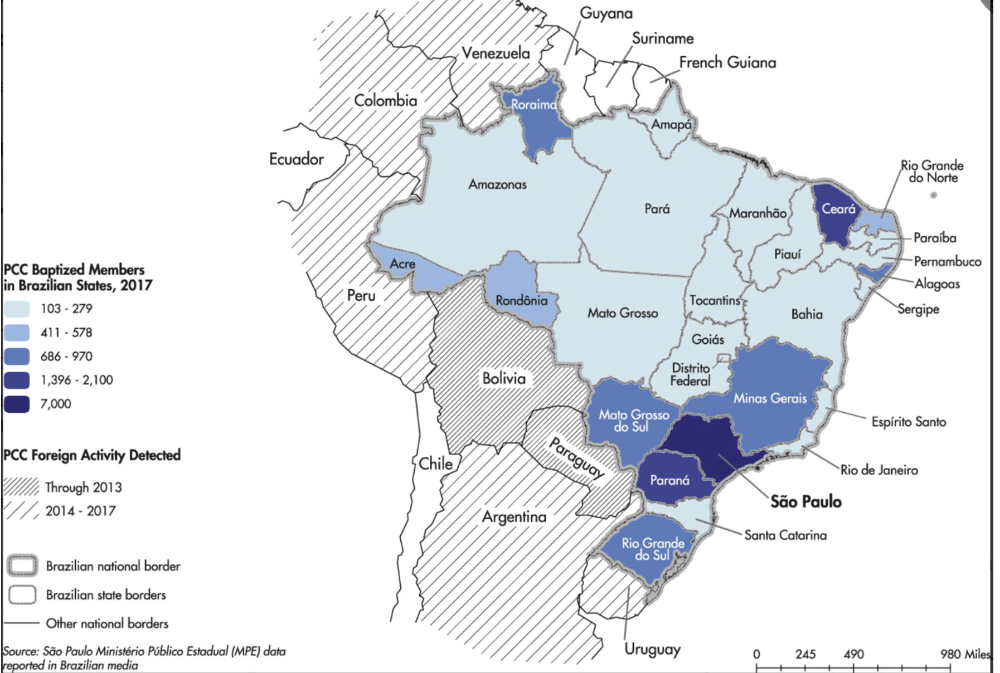 Guyana
Suriname
French Guiana
Venezuela
Colombia
Roraima
Amapá
Ecuador
Rio Grande
do Norte
Amazonas
Pará
Maranhão
Ceará
Paraíba
Piauí
Pernambuco
Acre
Alagoas
Peru
Rondônia
Mato Grosso
Tocantins
Bahia
Sergipe
Goiás
Distrito
Federal
Bolivia
Minas Gerais
Mato Grosso
do Sul
Espírito Santo
Paraguay
Chile
Paraná
Rio de Janeiro
São Paulo
Argentina
Santa Catarina
Rio Grande
do Sul
Uruguay
PCC Baptized Members
in Brazilian States, 2017
103 - 279
411 - 578
686 - 970
1,396 - 2,100
7,000
PCC Foreign Activity Detected
Through 2013
2014 - 2017
Brazilian national border
Brazilian state borders
Other national borders
Source: São Paulo Ministério Público Estadual (MPE) data
reported in Brazilian media
0 245 490 980 Miles